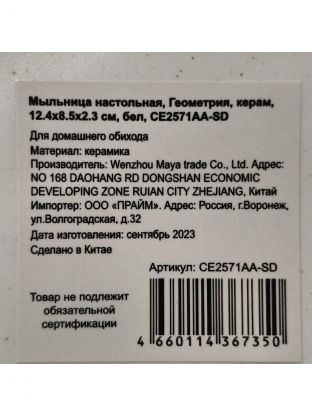 Мыльница настольная, Геометрия, керам,
12.4х8.5х2.3 см, бел, CE2571AA-SD
Для домашнего обихода
Материал: керамика
Производитель: Wenzhou Maya trade Co., Ltd. Адрес:
NO 168 DAOHANG RD DONGSHAN ECONOMIC
DEVELOPING ZONE RUIAN CITY ZHEJIANG, Китай
Импортер: ООО «ПРАЙМ». Адрес: Россия, г.Воронеж,
ул.Волгоградская, д.32
Дата изготовления: сентябрь 2023
Сделано в Китае
Артикул: CE2571AA-SD
Товар не подлежит
обязательной
сертификации
4 660114 367350